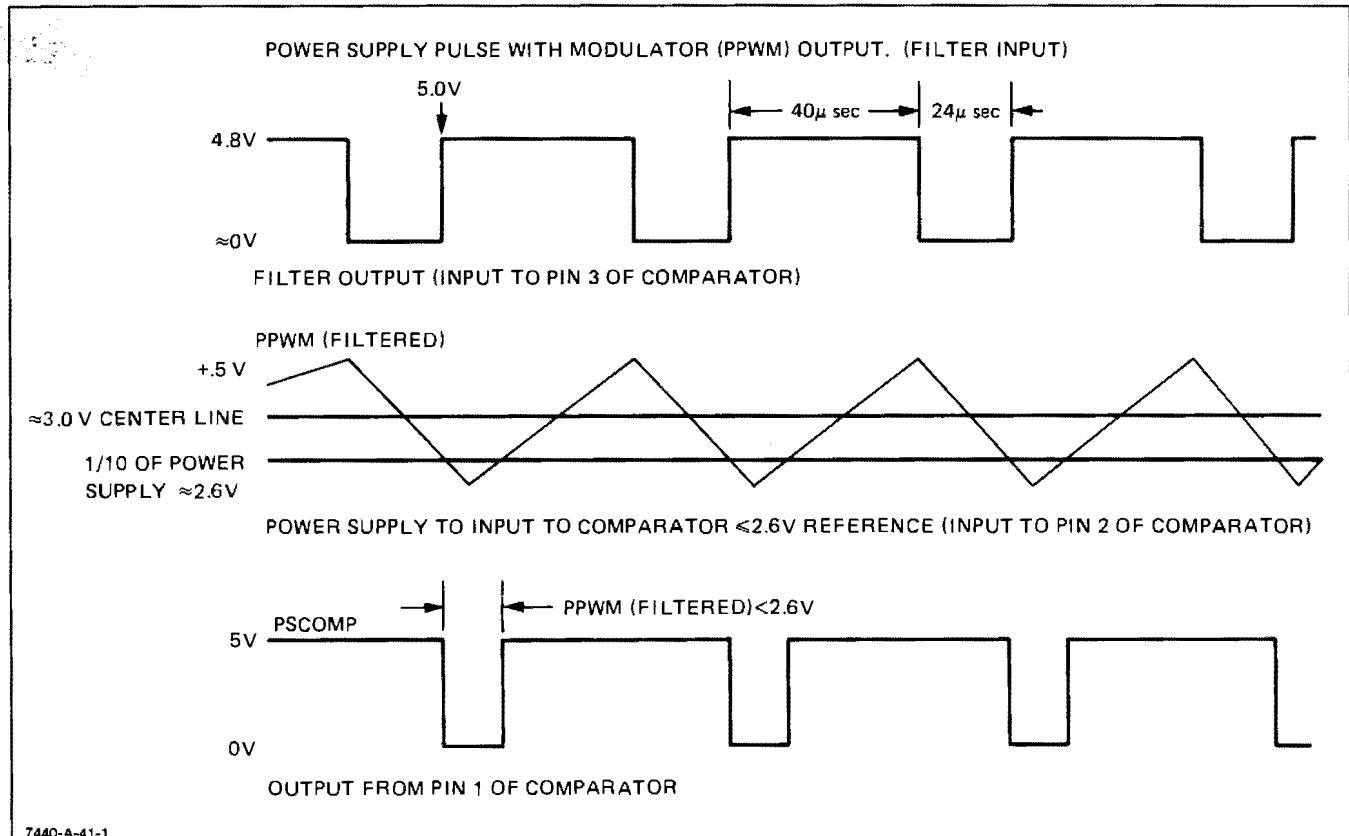 POWER SUPPLY PULSE WITH MODULATOR (PPWM) OUTPUT. (FILTER INPUT)
5.0V
40μ sec
24μ sec
4.8V
≈0V
FILTER OUTPUT (INPUT TO PIN 3 OF COMPARATOR)
PPWM (FILTERED)
+.5 V
≈3.0 V CENTER LINE
1/10 OF POWER
SUPPLY ≈2.6V
POWER SUPPLY TO INPUT TO COMPARATOR ⩽2.6V REFERENCE (INPUT TO PIN 2 OF COMPARATOR)
PPWM (FILTERED)<2.6V
PSCOMP
5V
0V
OUTPUT FROM PIN 1 OF COMPARATOR
7440-A-41-1